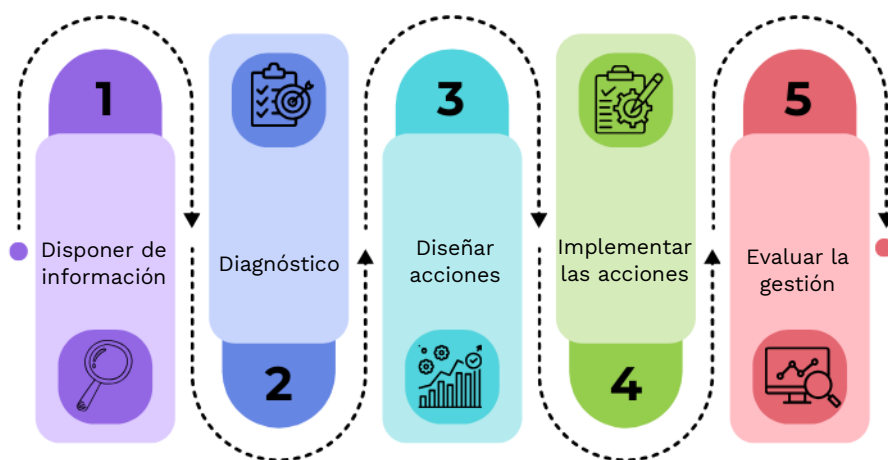 1
Disponer de
información
2
Diagnóstico
3
Diseñar
acciones
4
Implementar
las acciones
5
Evaluar la
gestión